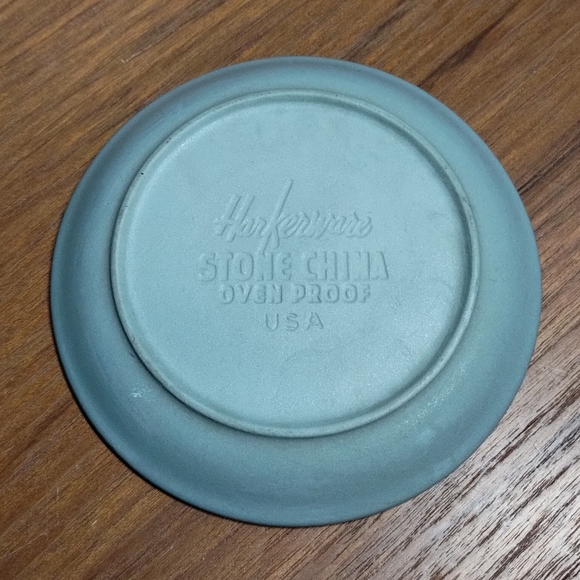 Harkerware
STONE CHINA
OVEN PROOF
USA